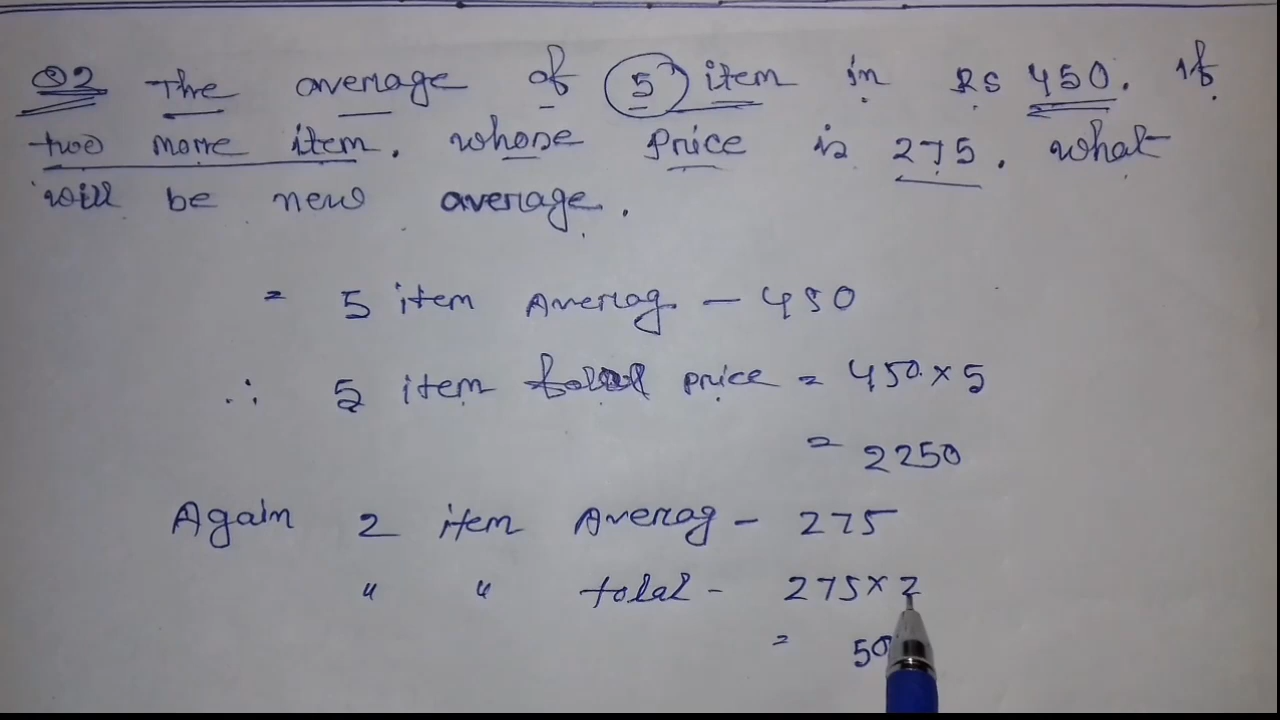 Q2 The average of 5 item in RS 450. if
two more item. whose Price is 275. what
will be new average.
= 5 item Averag - 450
∴ 5 item total price = 450. × 5
= 2250
Again 2 item Averag - 275
" " total - 275 × 2
= 50